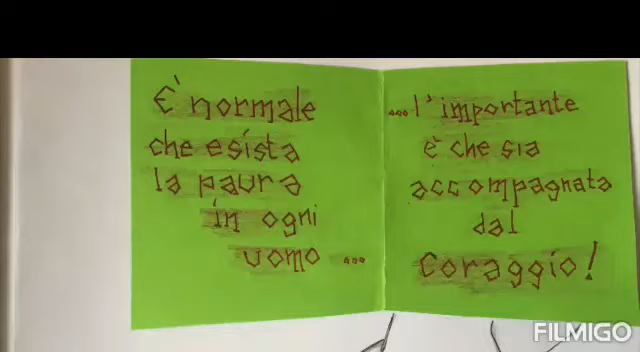 È normale
che esista
la paura
in ogni
uomo ...
...l'importante
è che sia
accompagnata
dal
coraggio!
FILMIGO